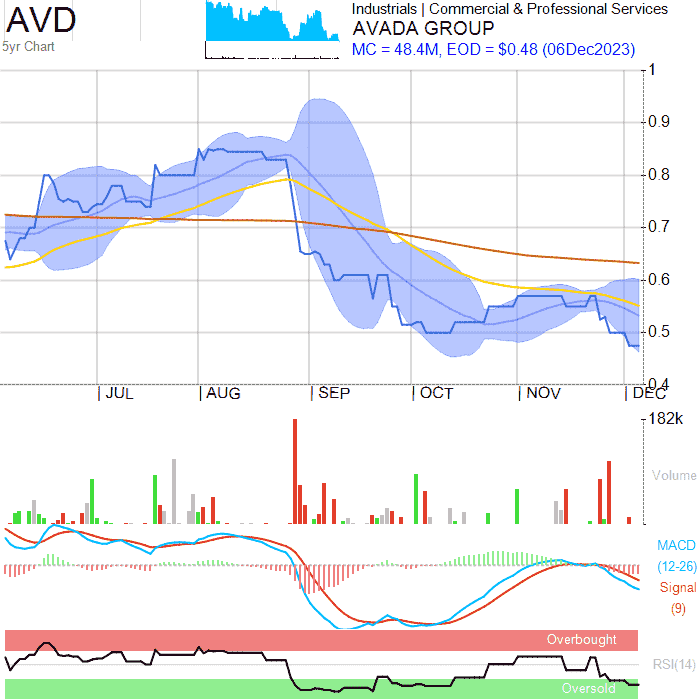 AVD
5yr Chart
Industrials | Commercial & Professional Services
AVADA GROUP
MC = 48.4M, EOD = $0.48 (06Dec2023)
1
0.9
0.8
0.7
0.6
0.5
0.4
JUL
AUG
SEP
OCT
NOV
DEC
182k
Volume
MACD
(12-26)
Signal
(9)
Overbought
RSI(14)
Oversold